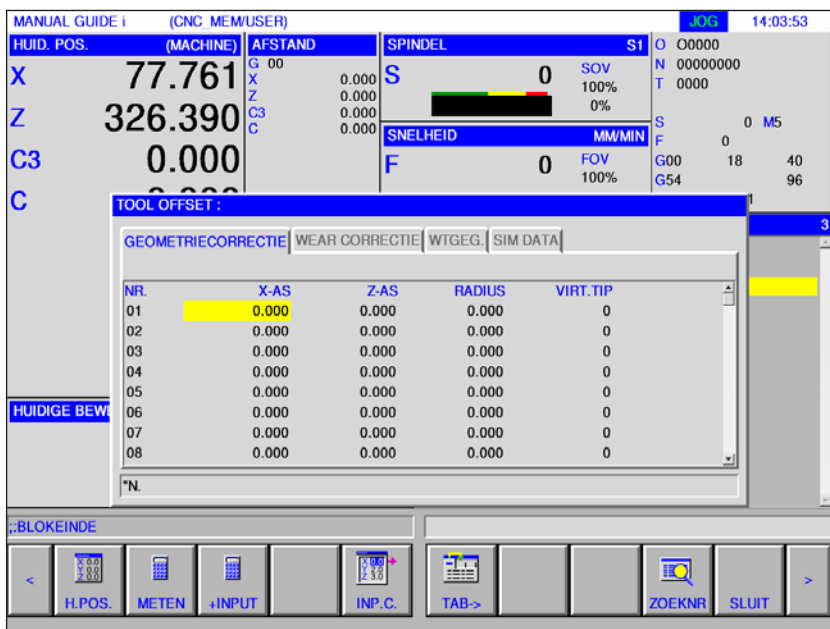 MANUAL GUIDE i (CNC_MEM/USER) JOG 14:03:53
HUID. POS. (MACHINE) AFSTAND SPINDEL S1 O O0000
X 77.761 G 00 S 0 SOV N 00000000
X 0.000 100% T 0000
Z 0.000 0%
Z 326.390 C3 0.000 S 0 M5
C 0.000 SNELHEID MM/MIN F 0
C3 0.000 F 0 FOV G00 18 40
100% G54 96
C 1
TOOL OFFSET :
3
GEOMETRIECORRECTIE WEAR CORRECTIE WTGEG. SIM DATA
NR. X-AS Z-AS RADIUS VIRT.TIP
01 0.000 0.000 0.000 0
02 0.000 0.000 0.000 0
03 0.000 0.000 0.000 0
04 0.000 0.000 0.000 0
05 0.000 0.000 0.000 0
06 0.000 0.000 0.000 0
07 0.000 0.000 0.000 0
08 0.000 0.000 0.000 0
HUIDIGE BEW
"N.
;:BLOKEINDE
< H.POS. METEN +INPUT INP.C. TAB-> ZOEKNR SLUIT >